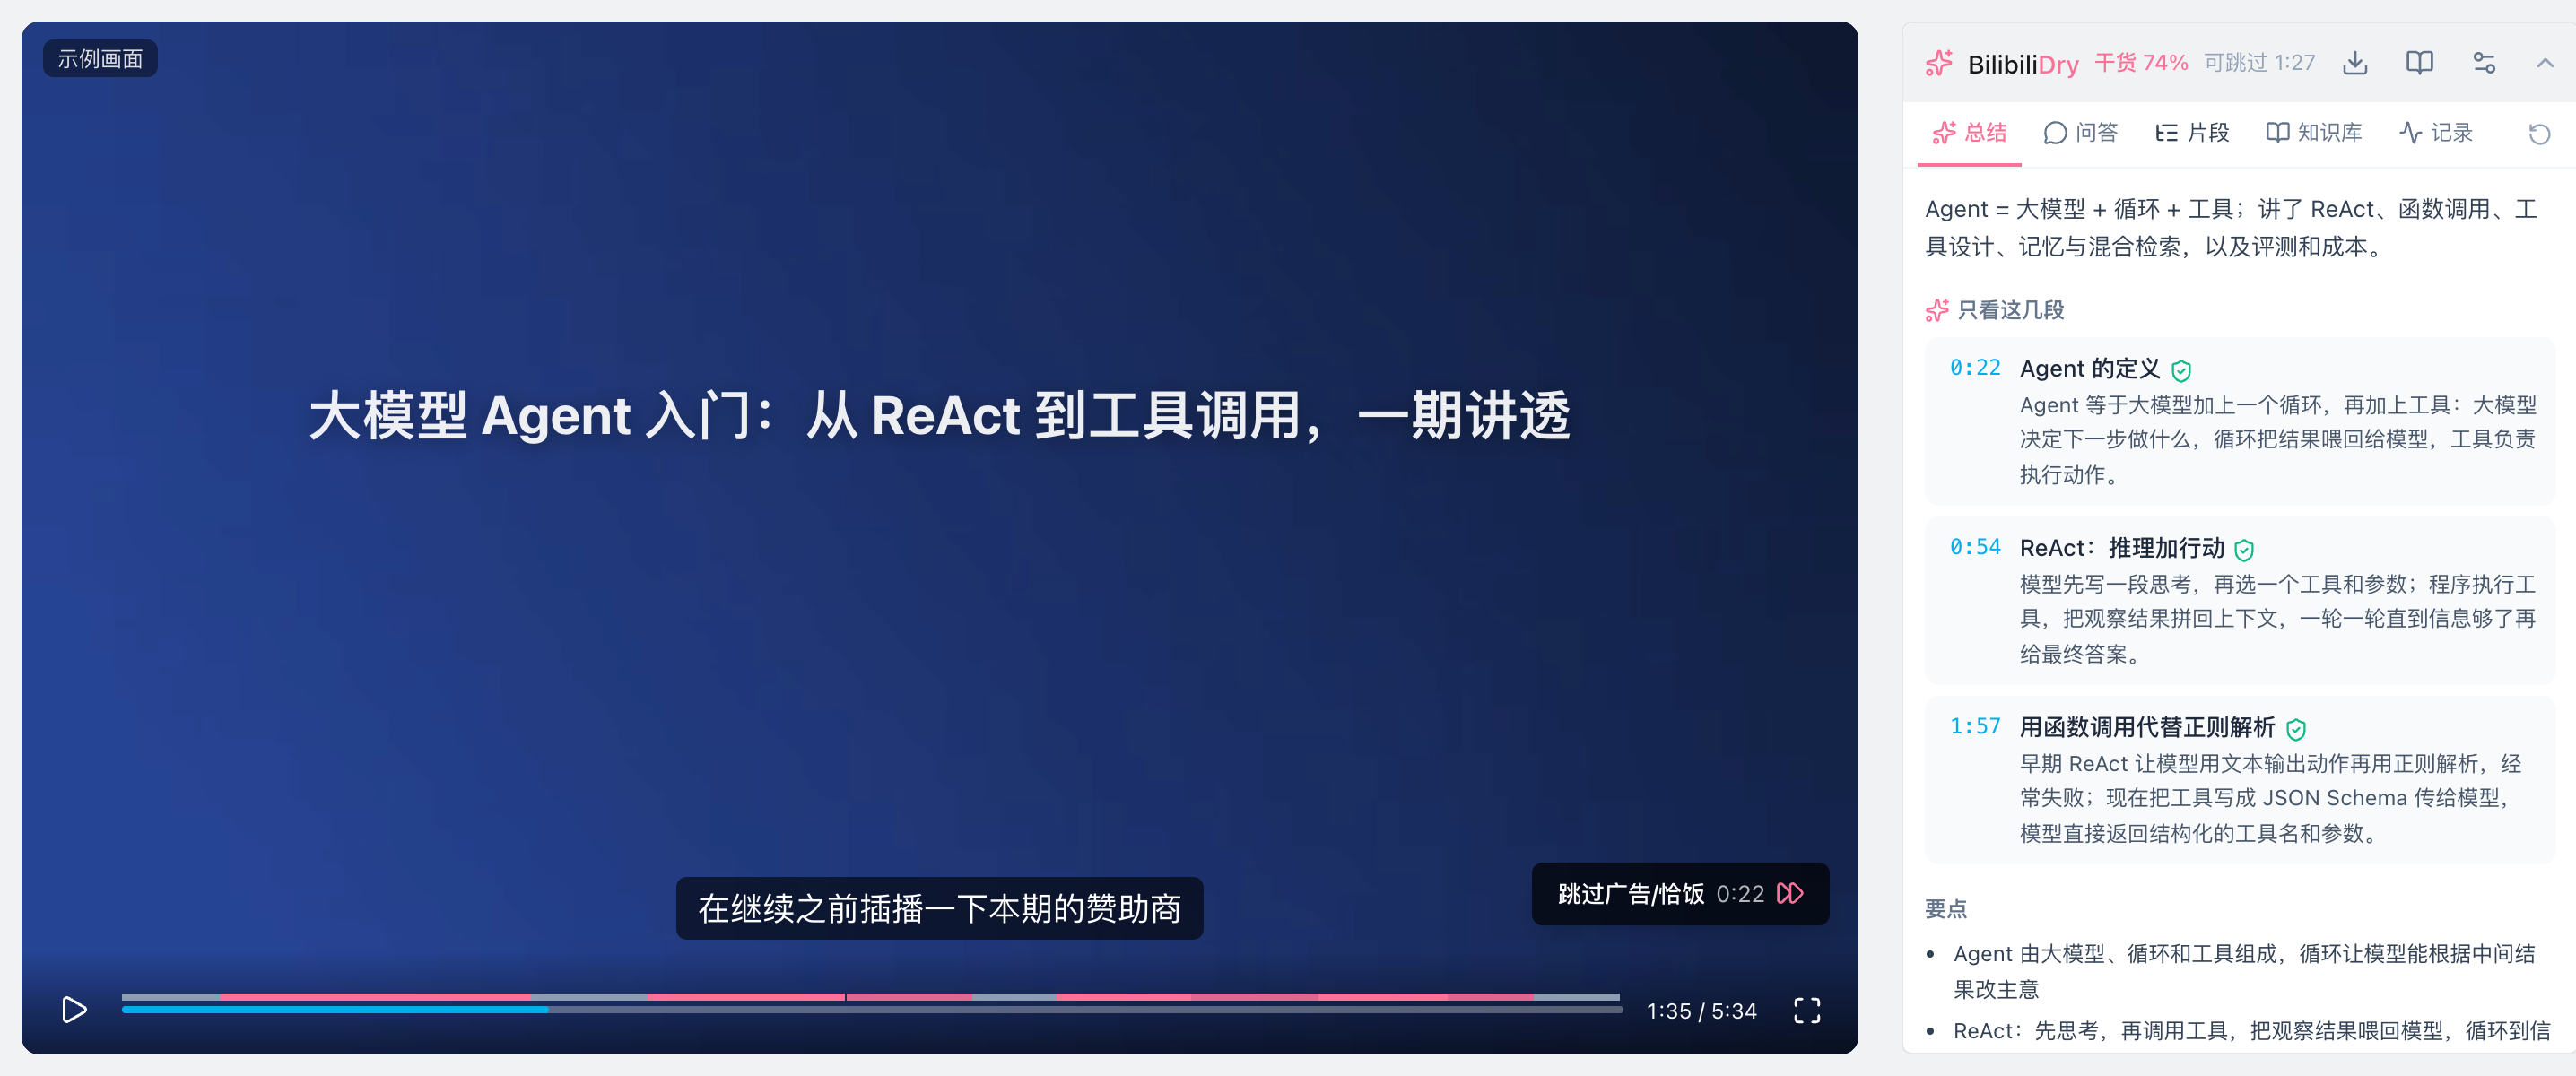 示例画面
大模型 Agent 入门：从 ReAct 到工具调用，一期讲透
在继续之前插播一下本期的赞助商
跳过广告/恰饭 0:22
1:35 / 5:34
BilibiliDry 干货 74% 可跳过 1:27
总结 问答 片段 知识库 记录
Agent = 大模型 + 循环 + 工具；讲了 ReAct、函数调用、工
具设计、记忆与混合检索，以及评测和成本。
只看这几段
0:22 Agent 的定义
Agent 等于大模型加上一个循环，再加上工具：大模型
决定下一步做什么，循环把结果喂回给模型，工具负责
执行动作。
0:54 ReAct：推理加行动
模型先写一段思考，再选一个工具和参数；程序执行工
具，把观察结果拼回上下文，一轮一轮直到信息够了再
给最终答案。
1:57 用函数调用代替正则解析
早期 ReAct 让模型用文本输出动作再用正则解析，经
常失败；现在把工具写成 JSON Schema 传给模型，
模型直接返回结构化的工具名和参数。
要点
• Agent 由大模型、循环和工具组成，循环让模型能根据中间结
果改主意
• ReAct：先思考，再调用工具，把观察结果喂回模型，循环到信